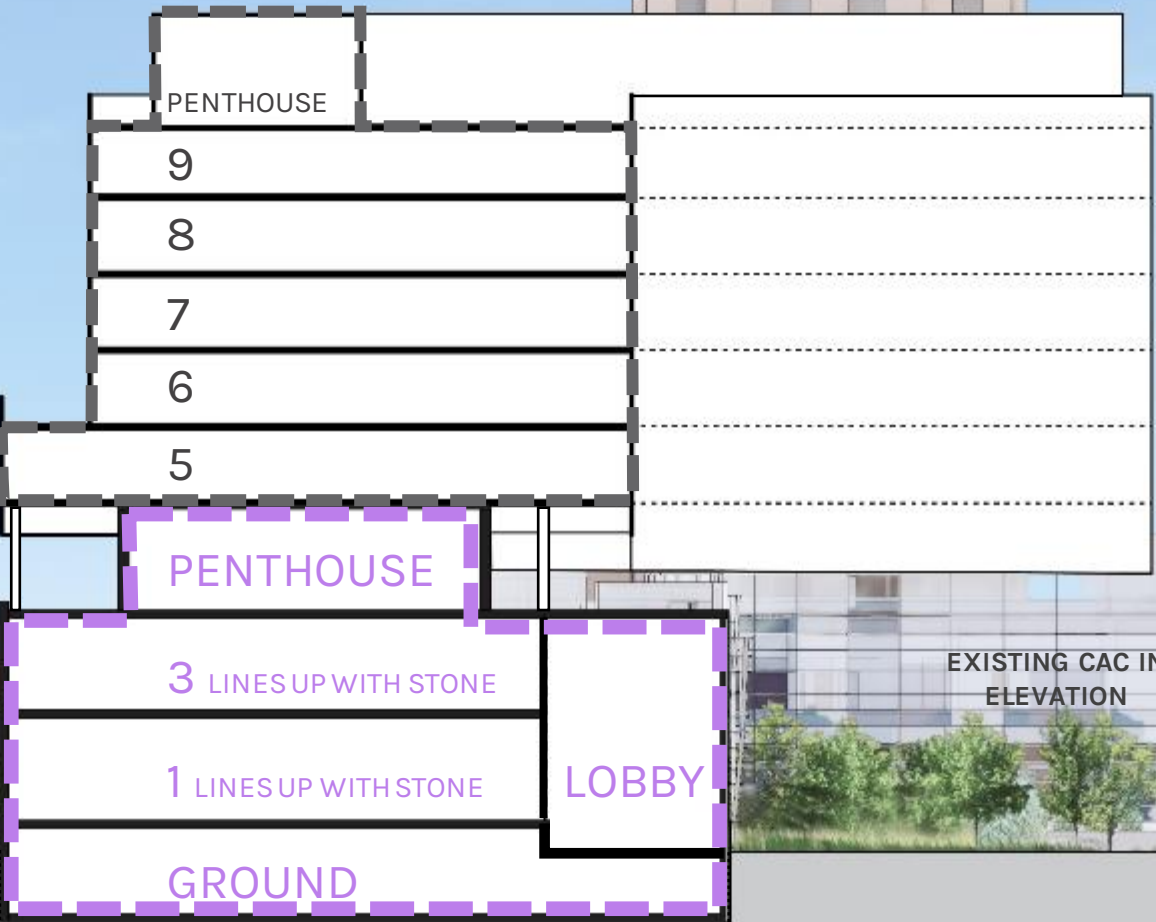 PENTHOUSE
9
8
7
6
5
PENTHOUSE
3 LINES UP WITH STONE
EXISTING CAC IN
ELEVATION
1 LINES UP WITH STONE
LOBBY
GROUND